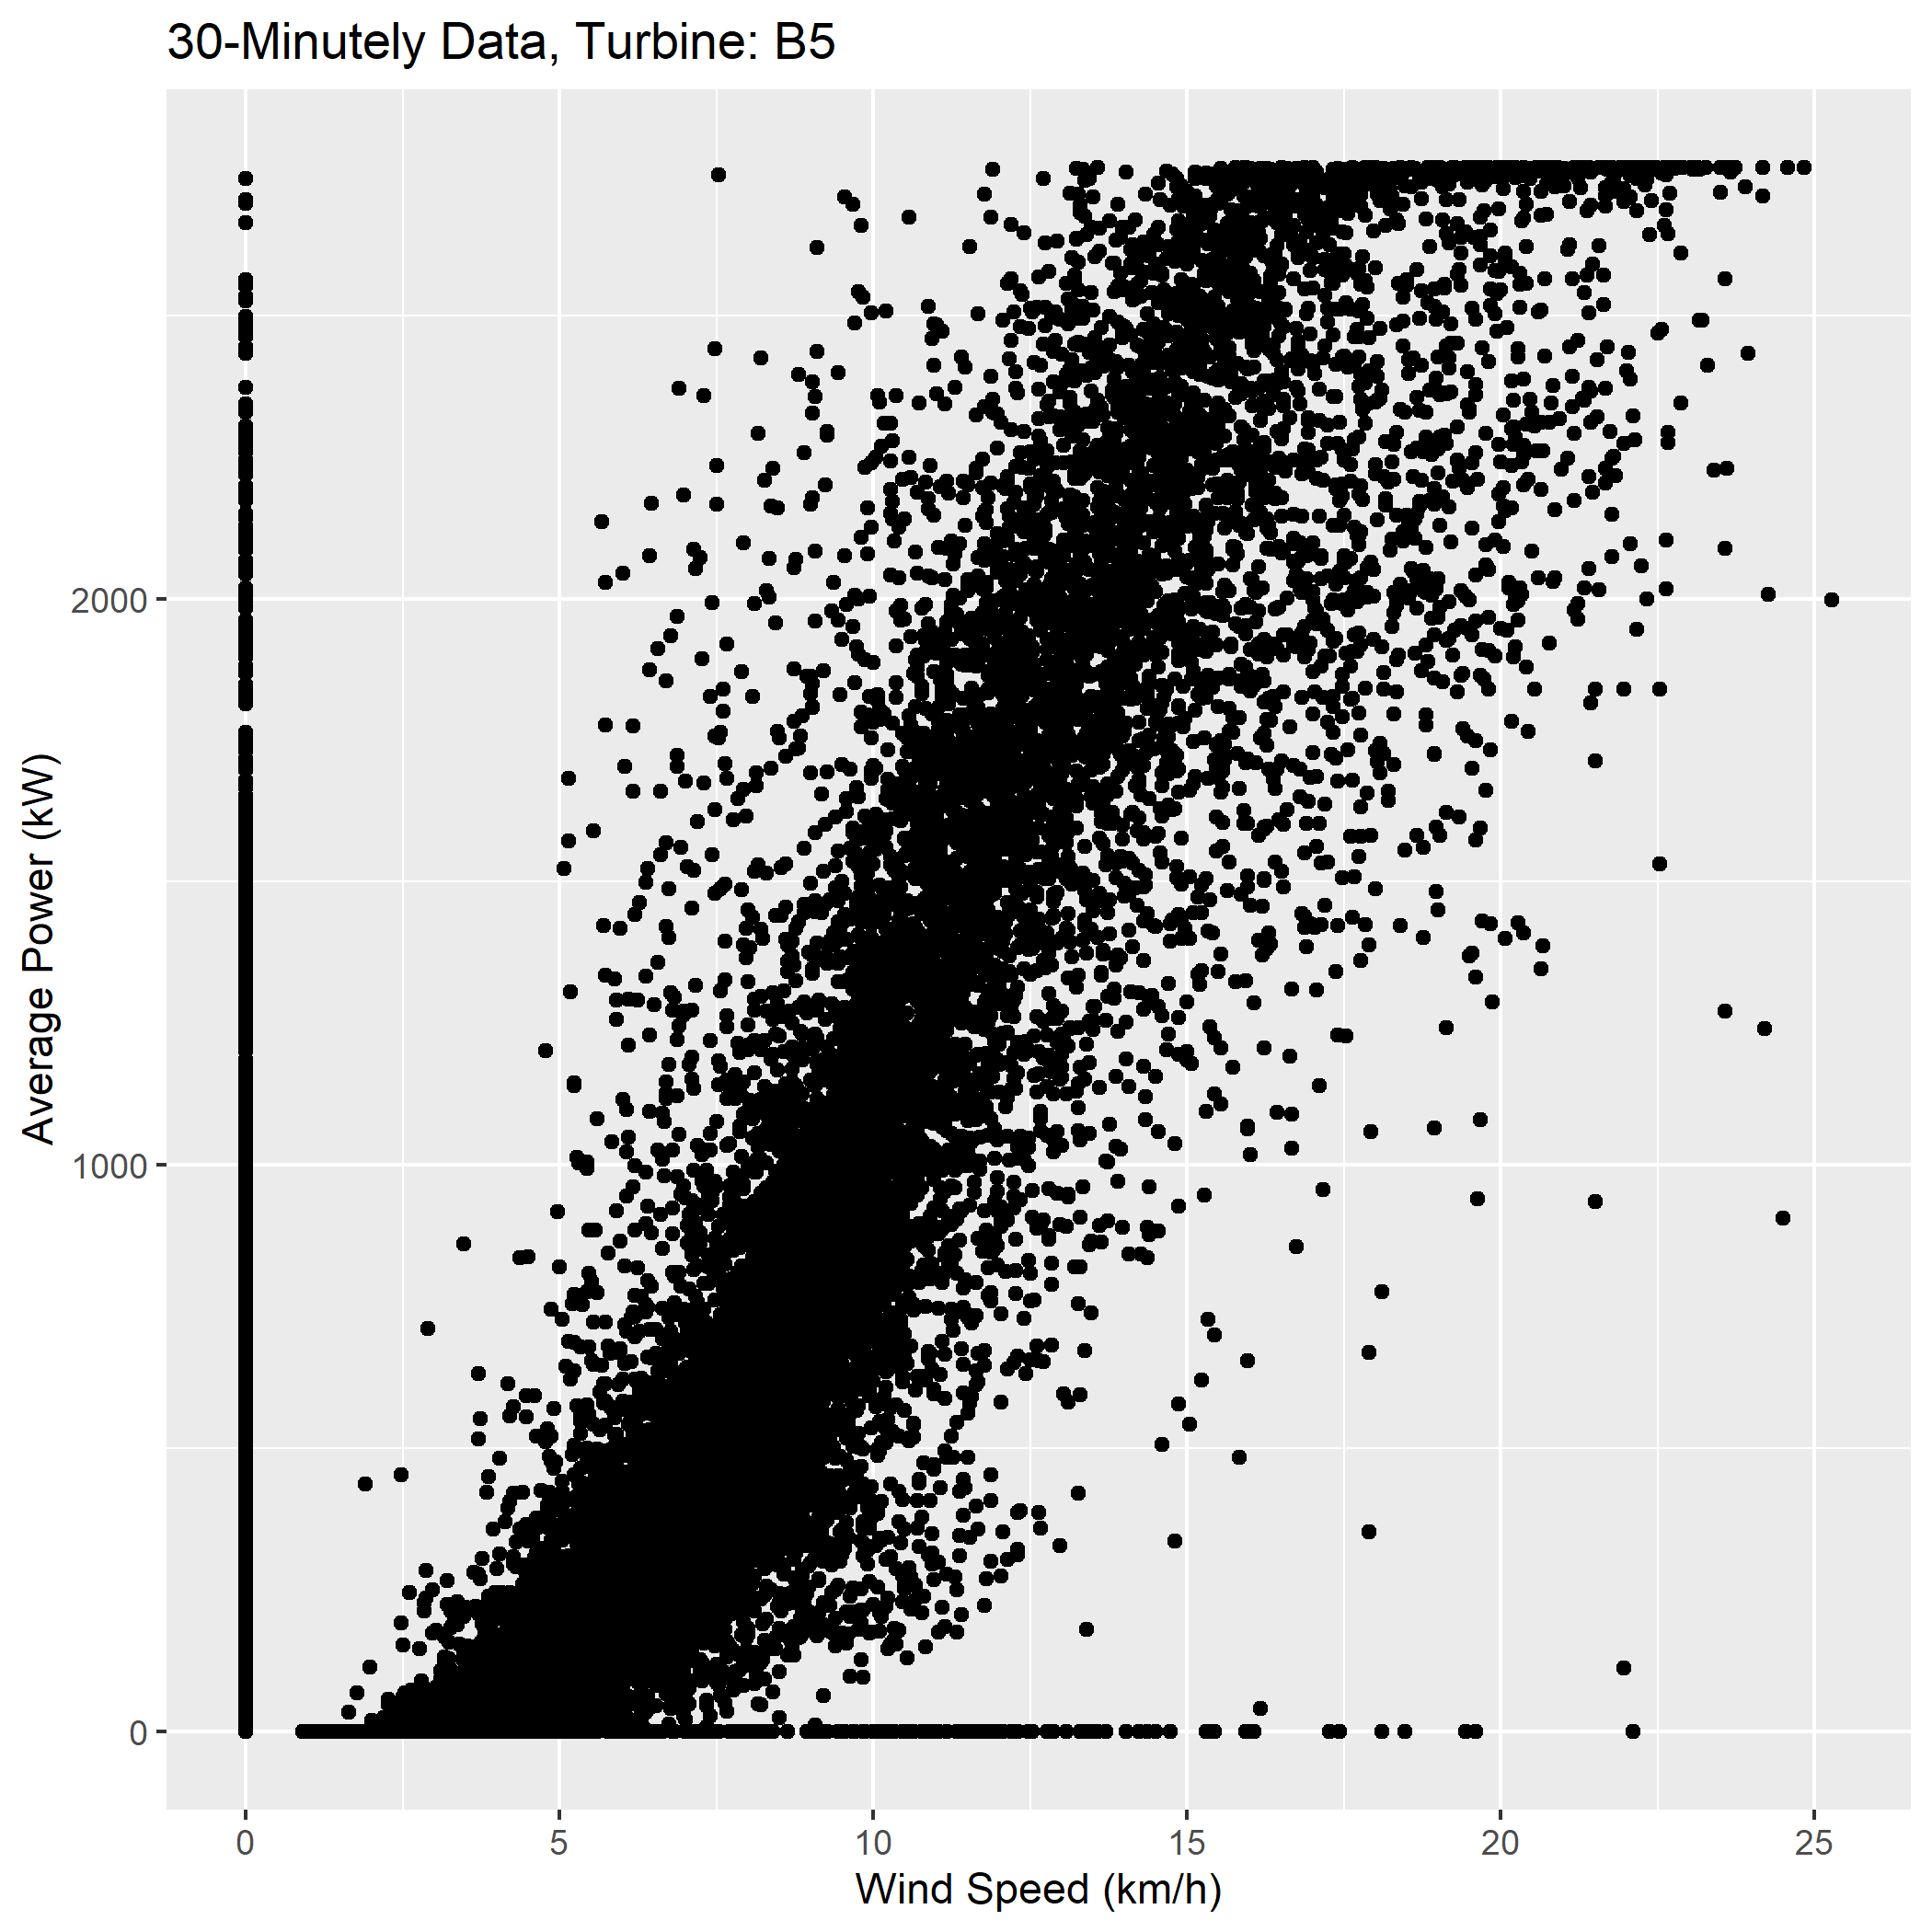 30-Minutely Data, Turbine: B5
Average Power (kW)
2000
1000
0
0 5 10 15 20 25
Wind Speed (km/h)